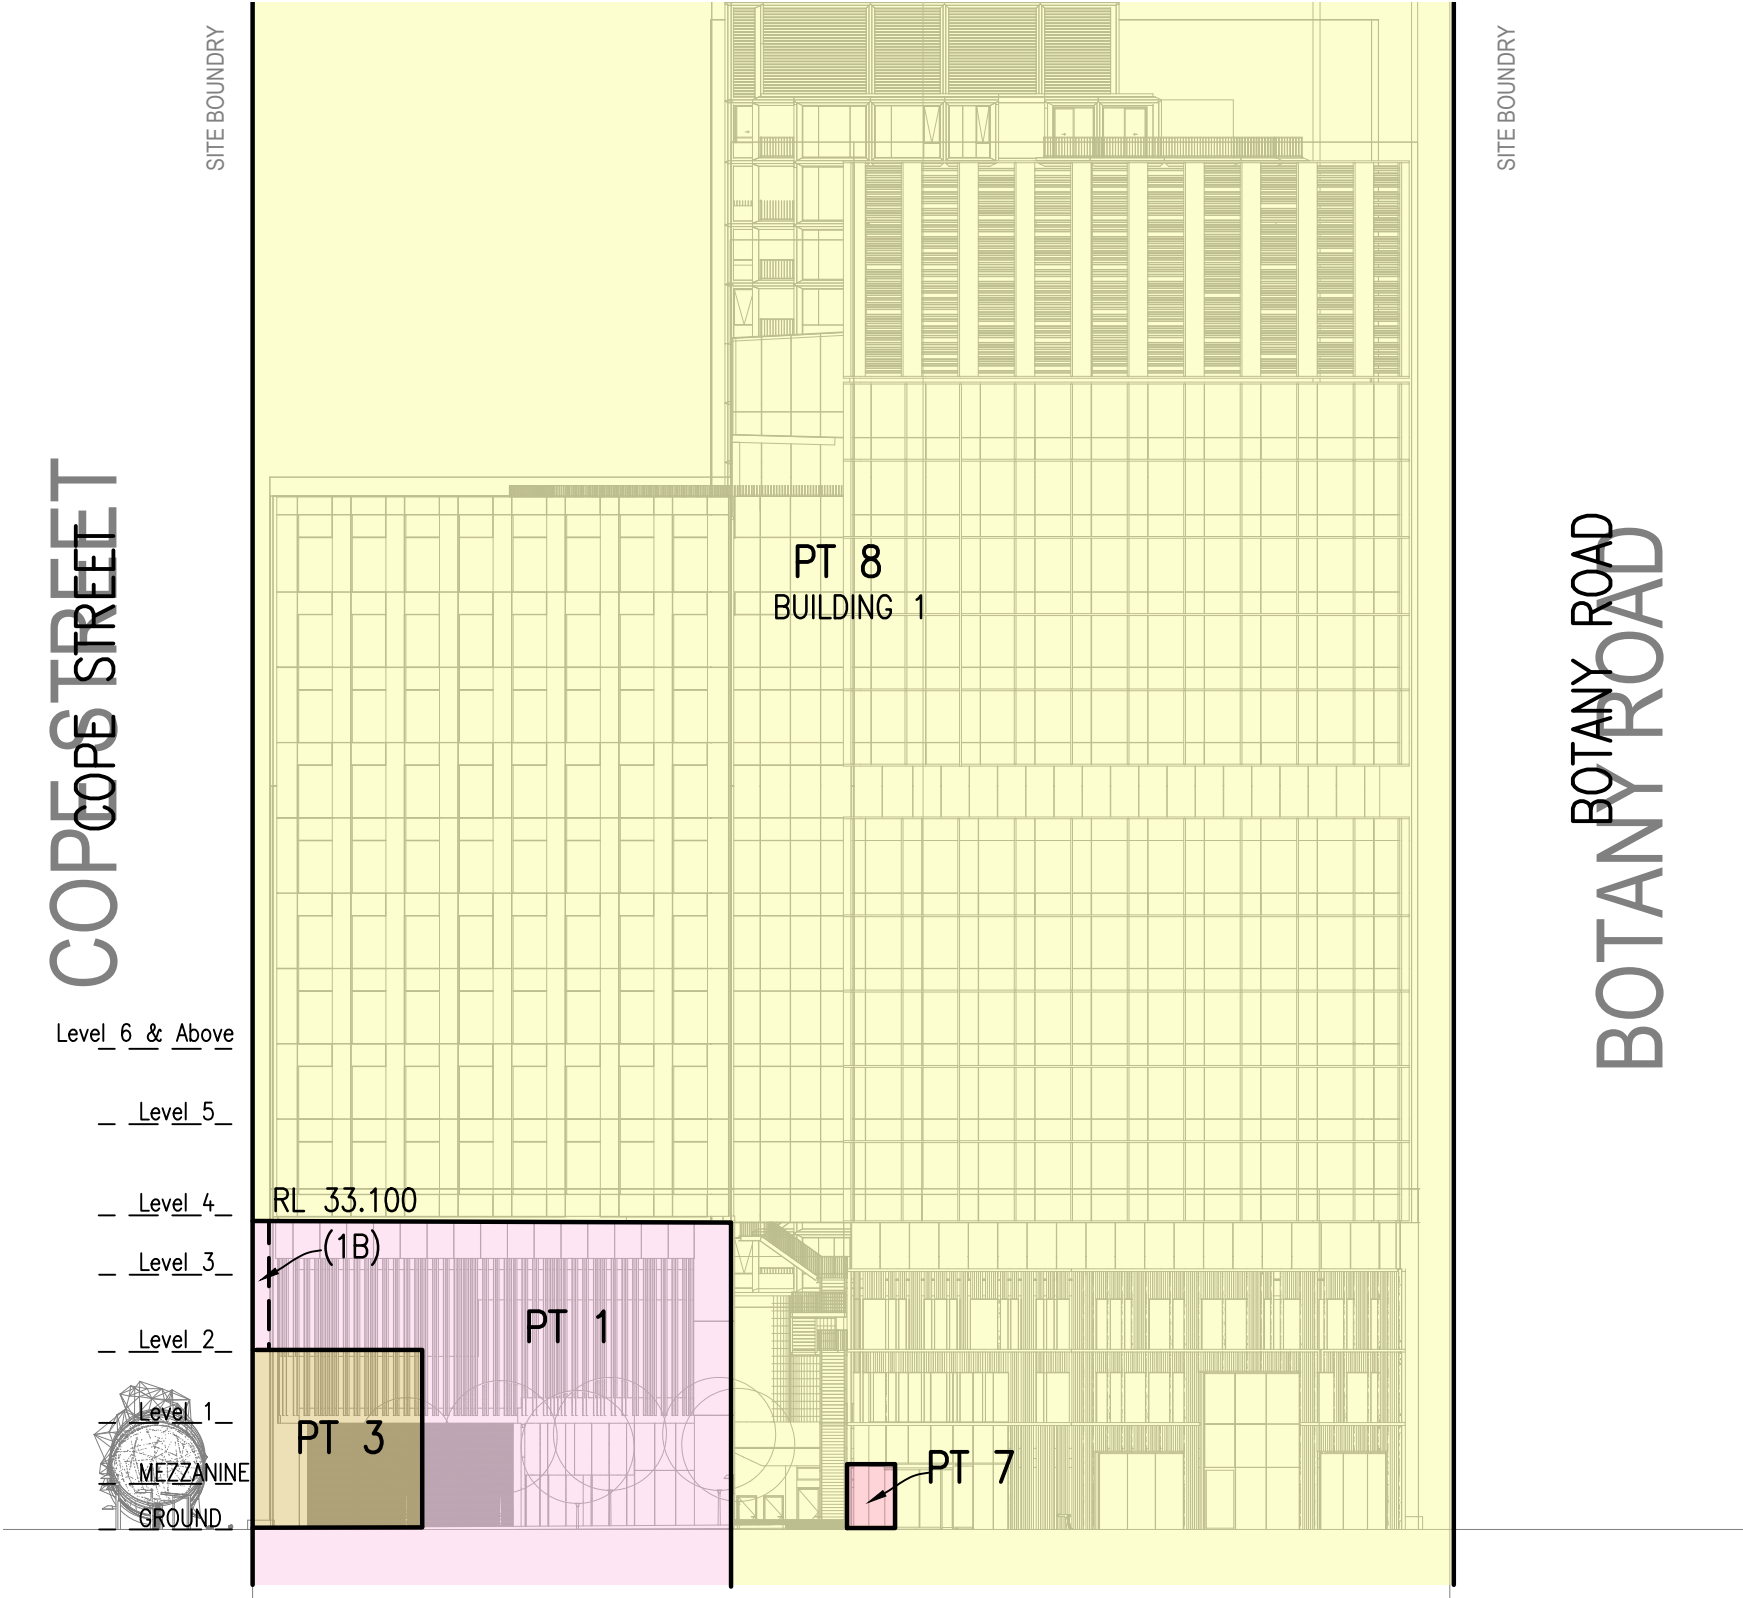 SITE BOUNDRY
SITE BOUNDRY
COPE STREET
COPE STREET
BOTANY ROAD
BOTANY ROAD
PT 8
BUILDING 1
Level 6 & Above
Level 5
Level 4
RL 33.100
(1B)
Level 3
PT 1
Level 2
Level 1
PT 3
MEZZANINE
PT 7
GROUND